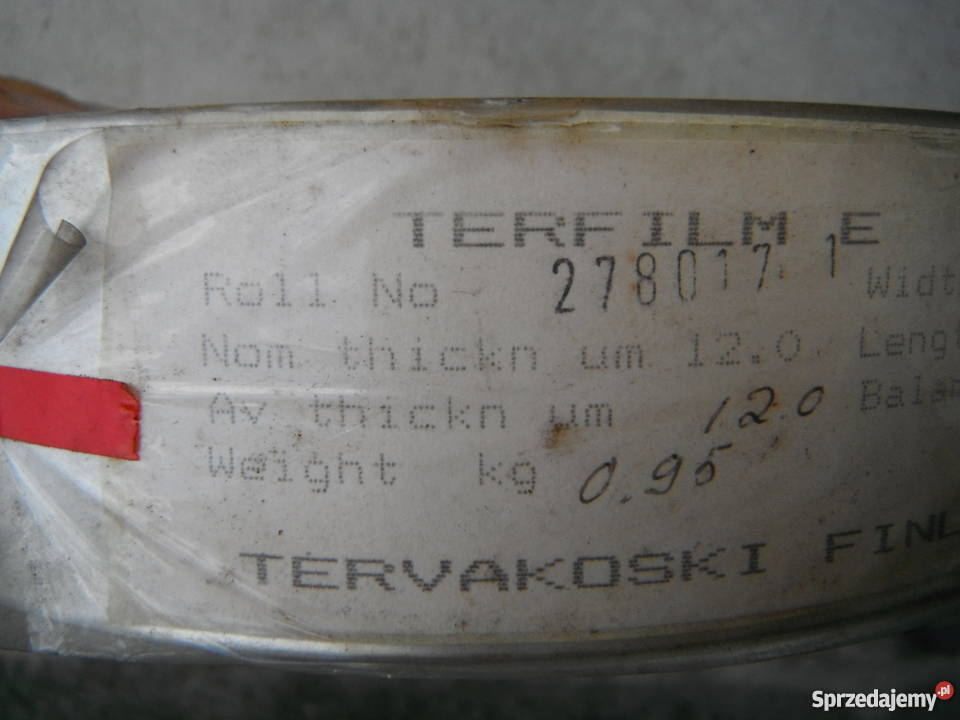 TERFILM E
Roll No 278017 1 Widt
Nom thickn um 12.0 Leng
Av thickn um 12.0 Balan
Weight kg 0.95
TERVAKOSKI FINL
Sprzedajemy.pl